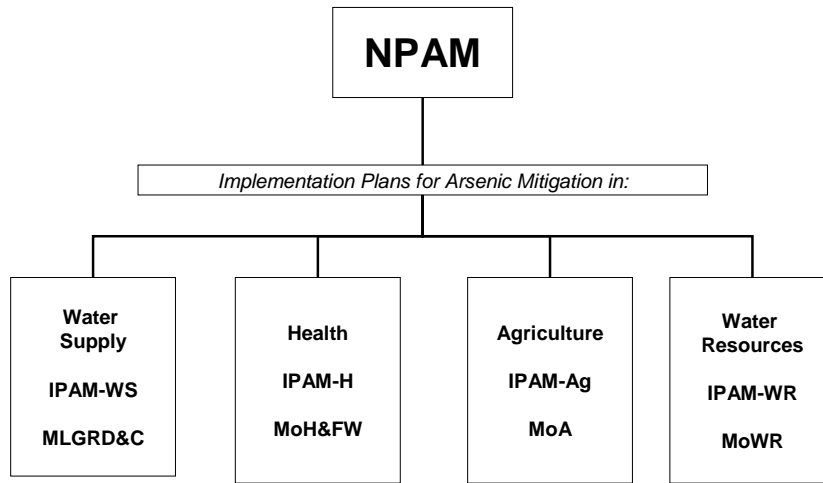 NPAM
Implementation Plans for Arsenic Mitigation in:
Water
Supply
IPAM-WS
MLGRD&C
Health
IPAM-H
MoH&FW
Agriculture
IPAM-Ag
MoA
Water
Resources
IPAM-WR
MoWR